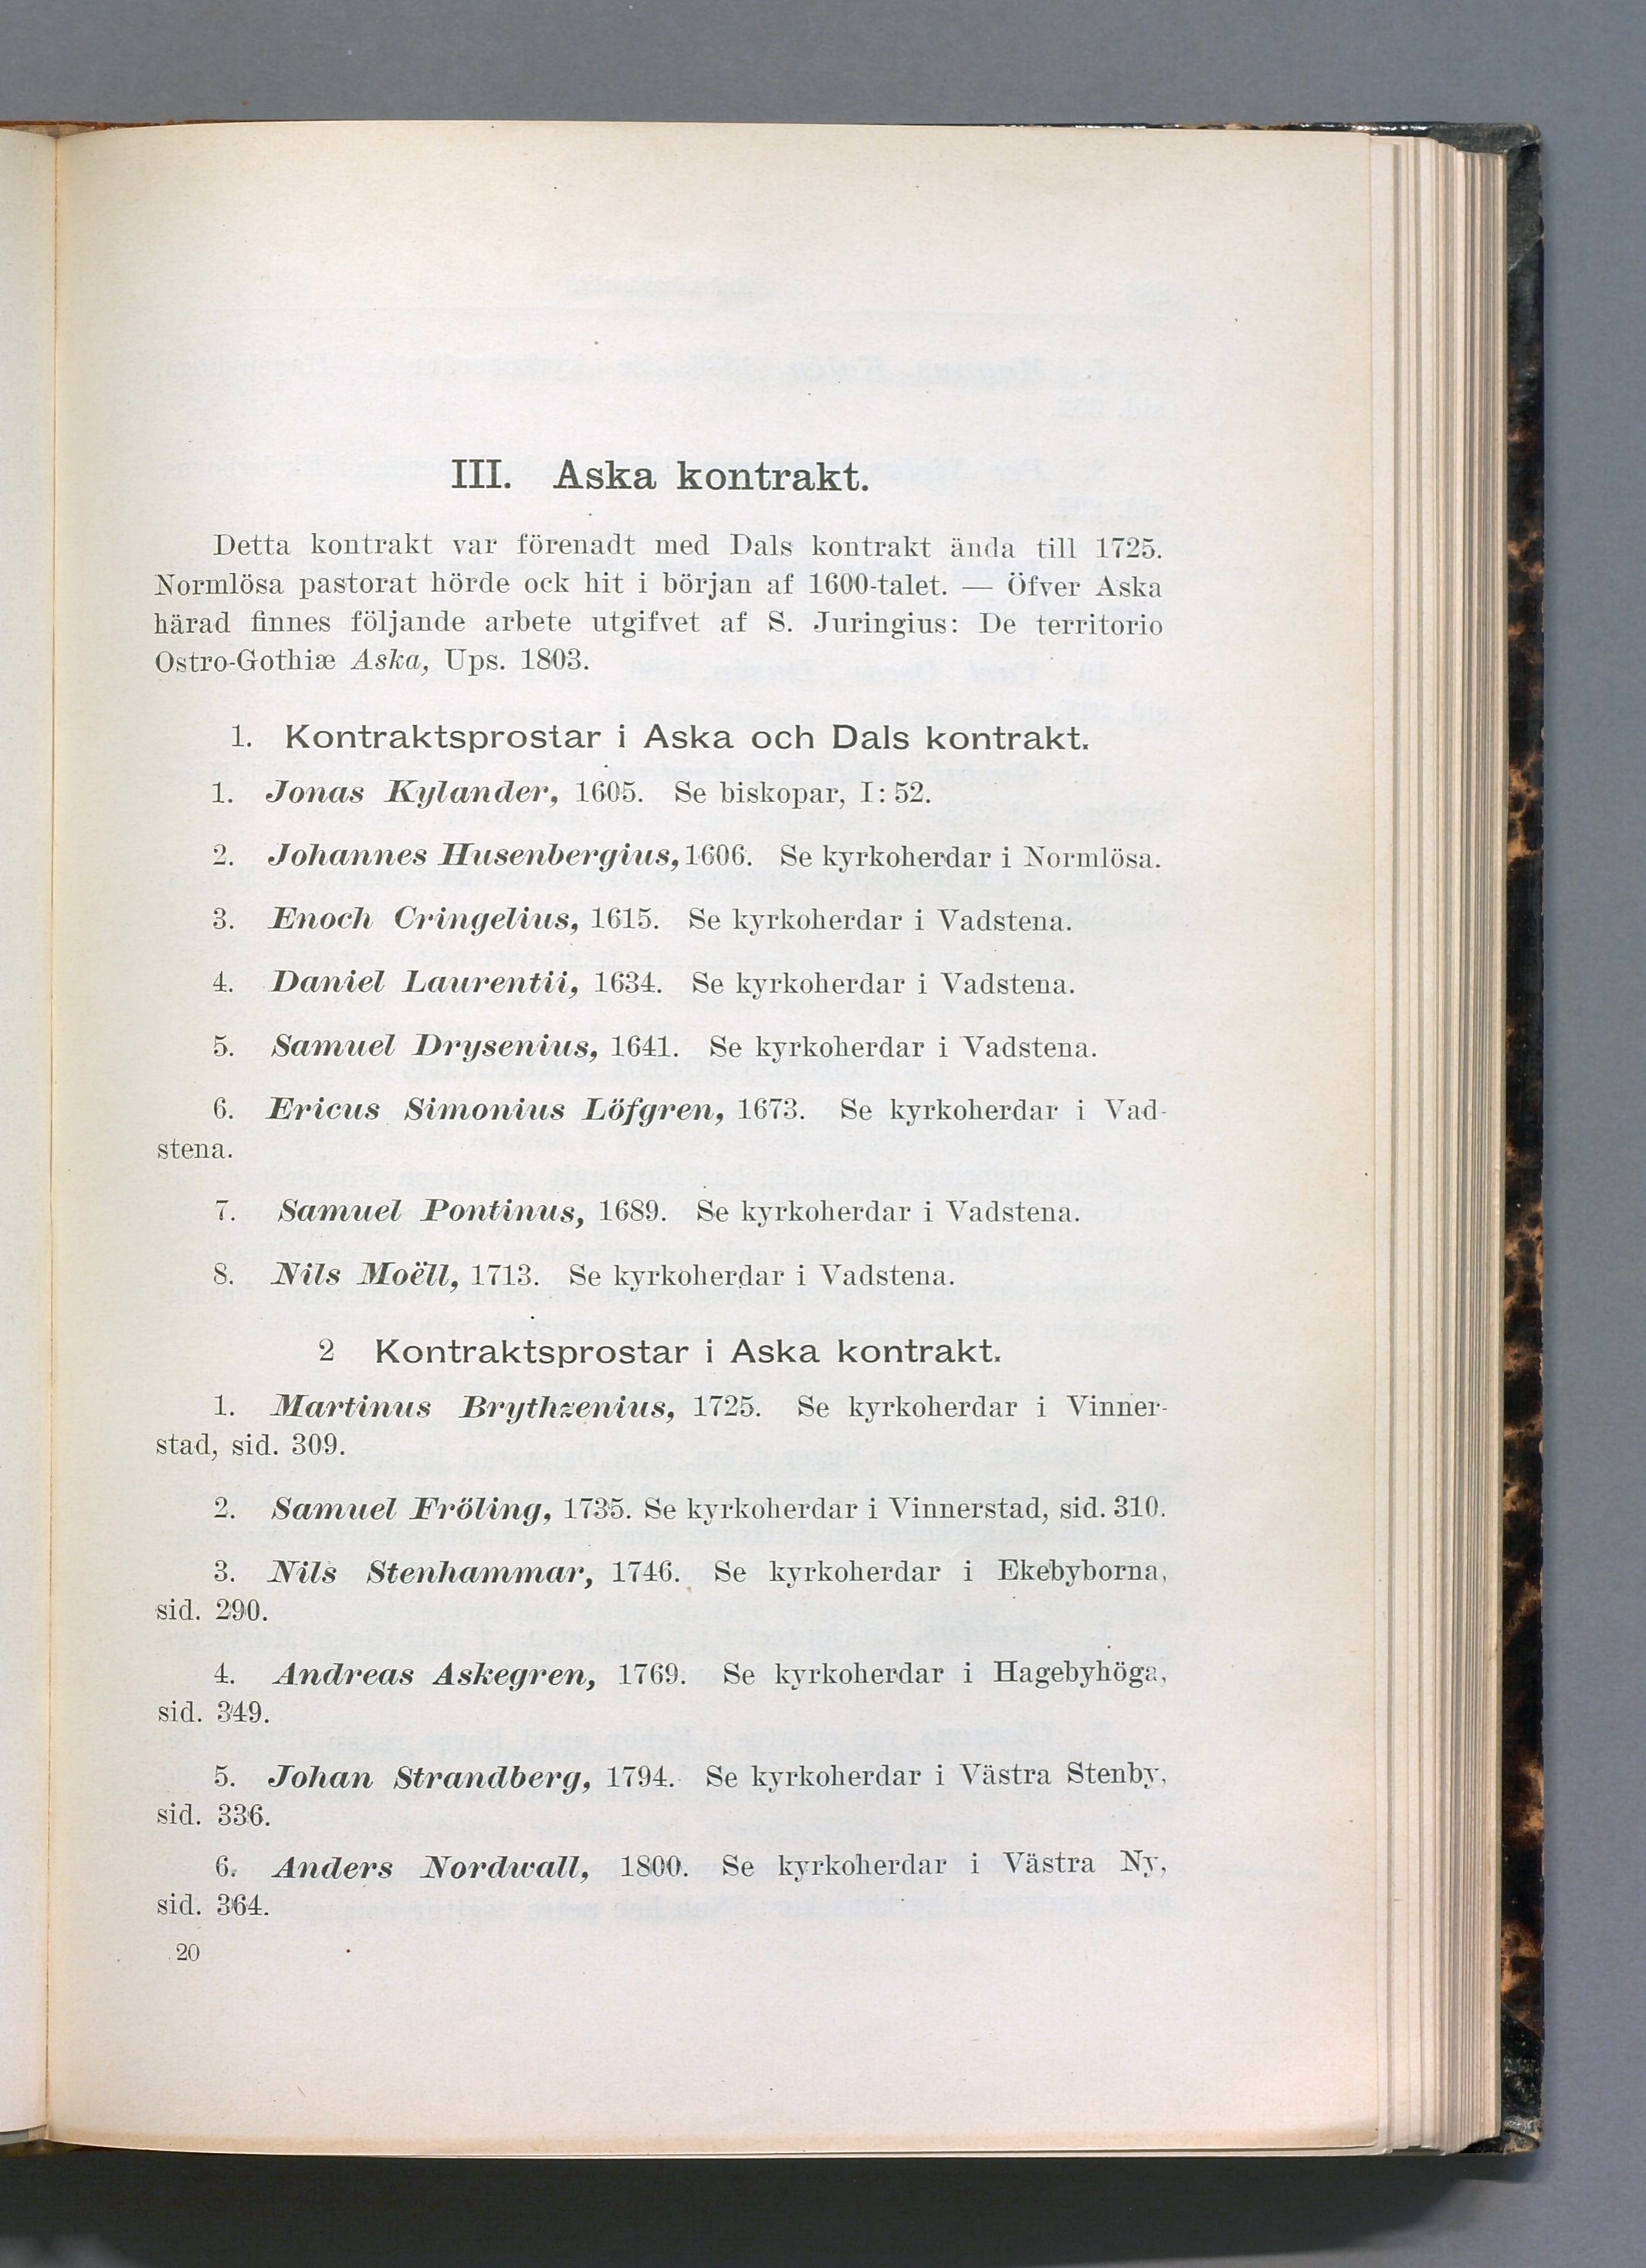 III. Aska kontrakt.
Detta kontrakt var förenadt med Dals kontrakt ända till 1725.
Normlösa pastorat hörde ock hit i början af 1600-talet. — Öfver Aska
härad finnes följande arbete utgifvet af S. Juringius: De territorio
Ostro-Gothiæ Aska, Ups. 1803.
1. Kontraktsprostar i Aska och Dals kontrakt.
1. Jonas Kylander, 1605. Se biskopar, I: 52.
2. Johannes Husenbergius, 1606. Se kyrkoherdar i Normlösa.
3. Enoch Cringelius, 1615. Se kyrkoherdar i Vadstena.
4. Daniel Laurentii, 1634. Se kyrkoherdar i Vadstena.
5. Samuel Drysenius, 1641. Se kyrkoherdar i Vadstena.
6. Ericus Simonius Löfgren, 1673. Se kyrkoherdar i Vad-
stena.
7. Samuel Pontinus, 1689. Se kyrkoherdar i Vadstena.
8. Nils Moëll, 1713. Se kyrkoherdar i Vadstena.
2 Kontraktsprostar i Aska kontrakt.
1. Martinus Brythzenius, 1725. Se kyrkoherdar i Vinner-
stad, sid. 309.
2. Samuel Fröling, 1735. Se kyrkoherdar i Vinnerstad, sid. 310.
3. Nils Stenhammar, 1746. Se kyrkoherdar i Ekebyborna,
sid. 290.
4. Andreas Askegren, 1769. Se kyrkoherdar i Hagebyhöga,
sid. 349.
5. Johan Strandberg, 1794. Se kyrkoherdar i Västra Stenby,
sid. 336.
6. Anders Nordwall, 1800. Se kyrkoherdar i Västra Ny,
sid. 364.
20